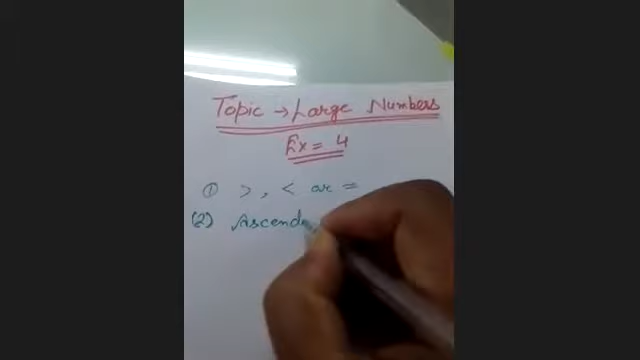 Topic → Large Numbers
Ex = 4
① >, < or =
(2) Ascend